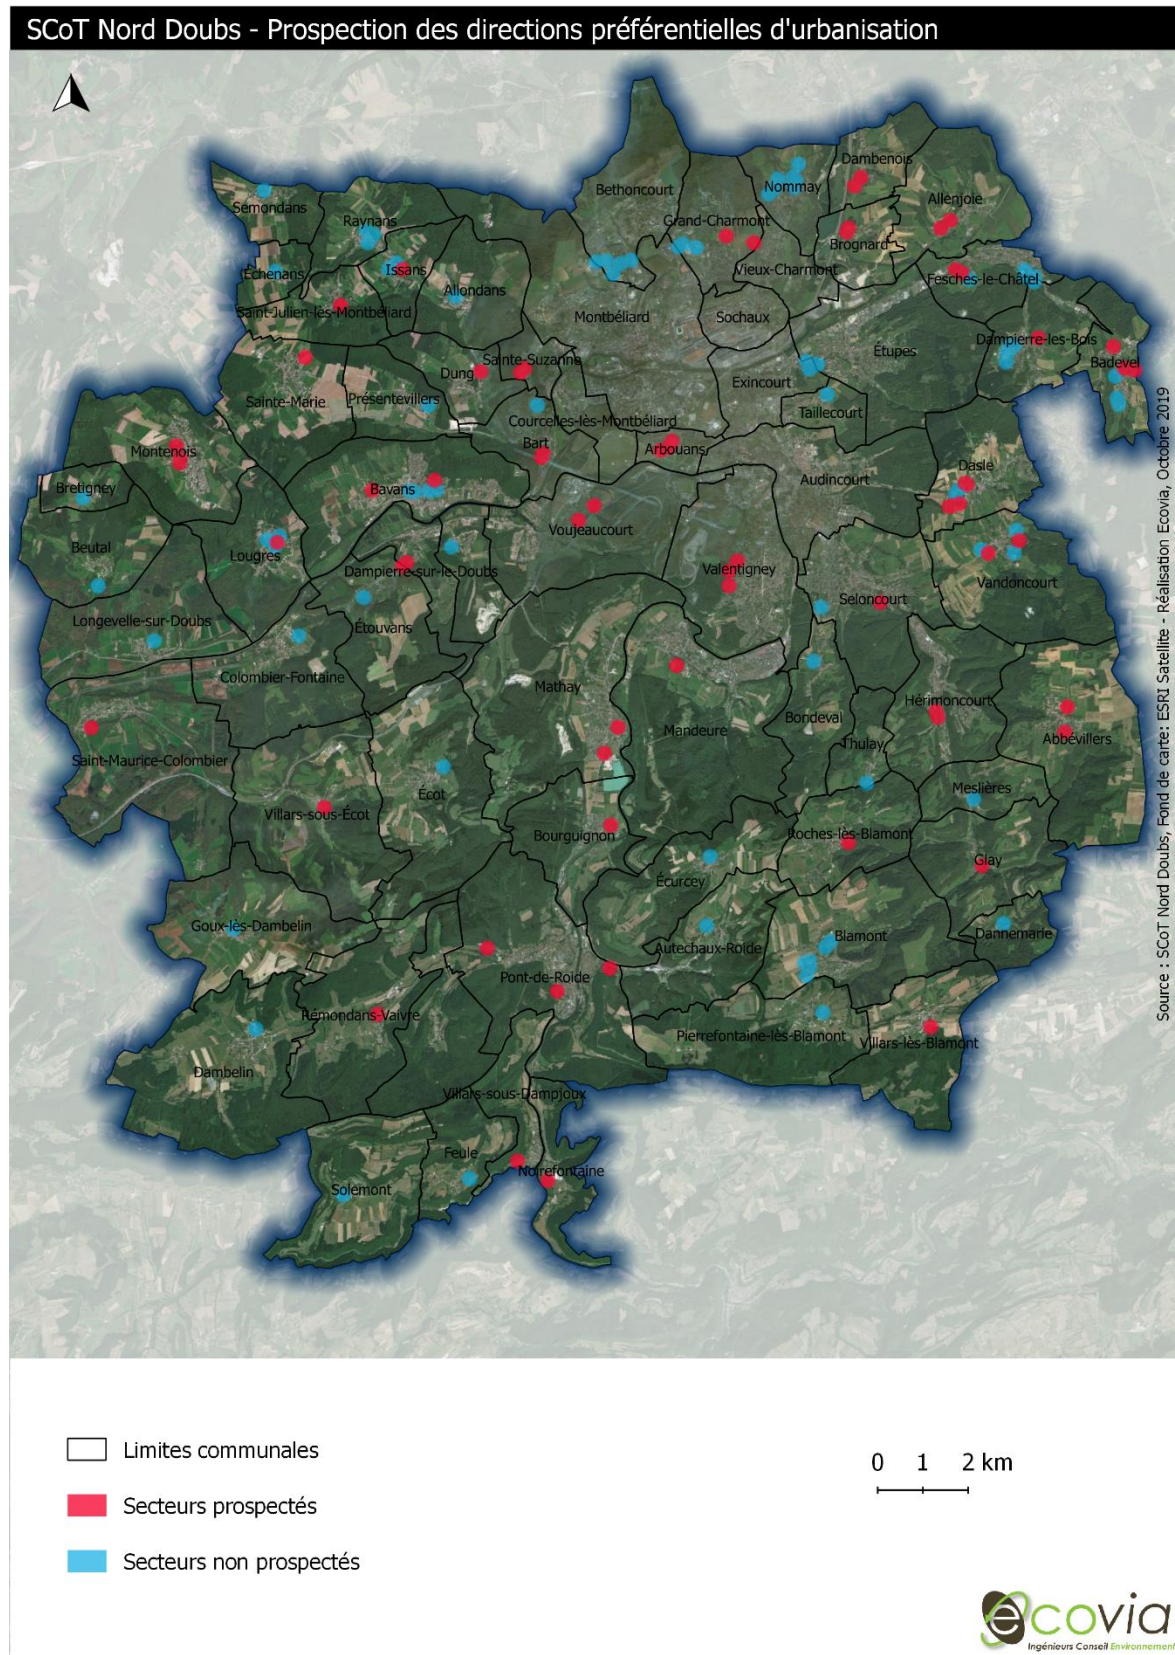 SCoT Nord Doubs - Prospection des directions préférentielles d'urbanisation
Dambenois
Bethoncourt
Nommay
Allenjoie
Semondans
Raynans
Grand-Charmont
Brognard
Échenans
Issans
Vieux-Charmont
Fesches-le-Châtel
Allondans
Saint-Julien-lès-Montbéliard
Montbéliard
Sochaux
Dampierre-les-Bois
Étupes
Sainte-Suzanne
Badevel
Dung
Exincourt
Sainte-Marie
Présentevillers
Taillecourt
Courcelles-lès-Montbéliard
Bart
Arbouans
Montenois
Dasle
Audincourt
Bretigney
Bavans
Voujeaucourt
Beutal
Lougres
Dampierre-sur-le-Doubs
Valentigney
Vandoncourt
Seloncourt
Longevelle-sur-Doubs
Étouvans
Colombier-Fontaine
Mathay
Hérimoncourt
Bondeval
Mandeure
Abbévillers
Thulay
Saint-Maurice-Colombier
Meslières
Écot
Villars-sous-Écot
Bourguignon
Roches-lès-Blamont
Glay
Écurcey
Goux-lès-Dambelin
Dannemarie
Blamont
Autechaux-Roide
Pont-de-Roide
Rémondans-Vaivre
Pierrefontaine-lès-Blamont
Villars-lès-Blamont
Dambelin
Villars-sous-Dampjoux
Feule
Noirefontaine
Solemont
Source : SCoT Nord Doubs, Fond de carte: ESRI Satellite - Réalisation Ecovia, Octobre 2019
Limites communales
Secteurs prospectés
Secteurs non prospectés
0 1 2 km
ecovia
Ingénieurs Conseil Environnement